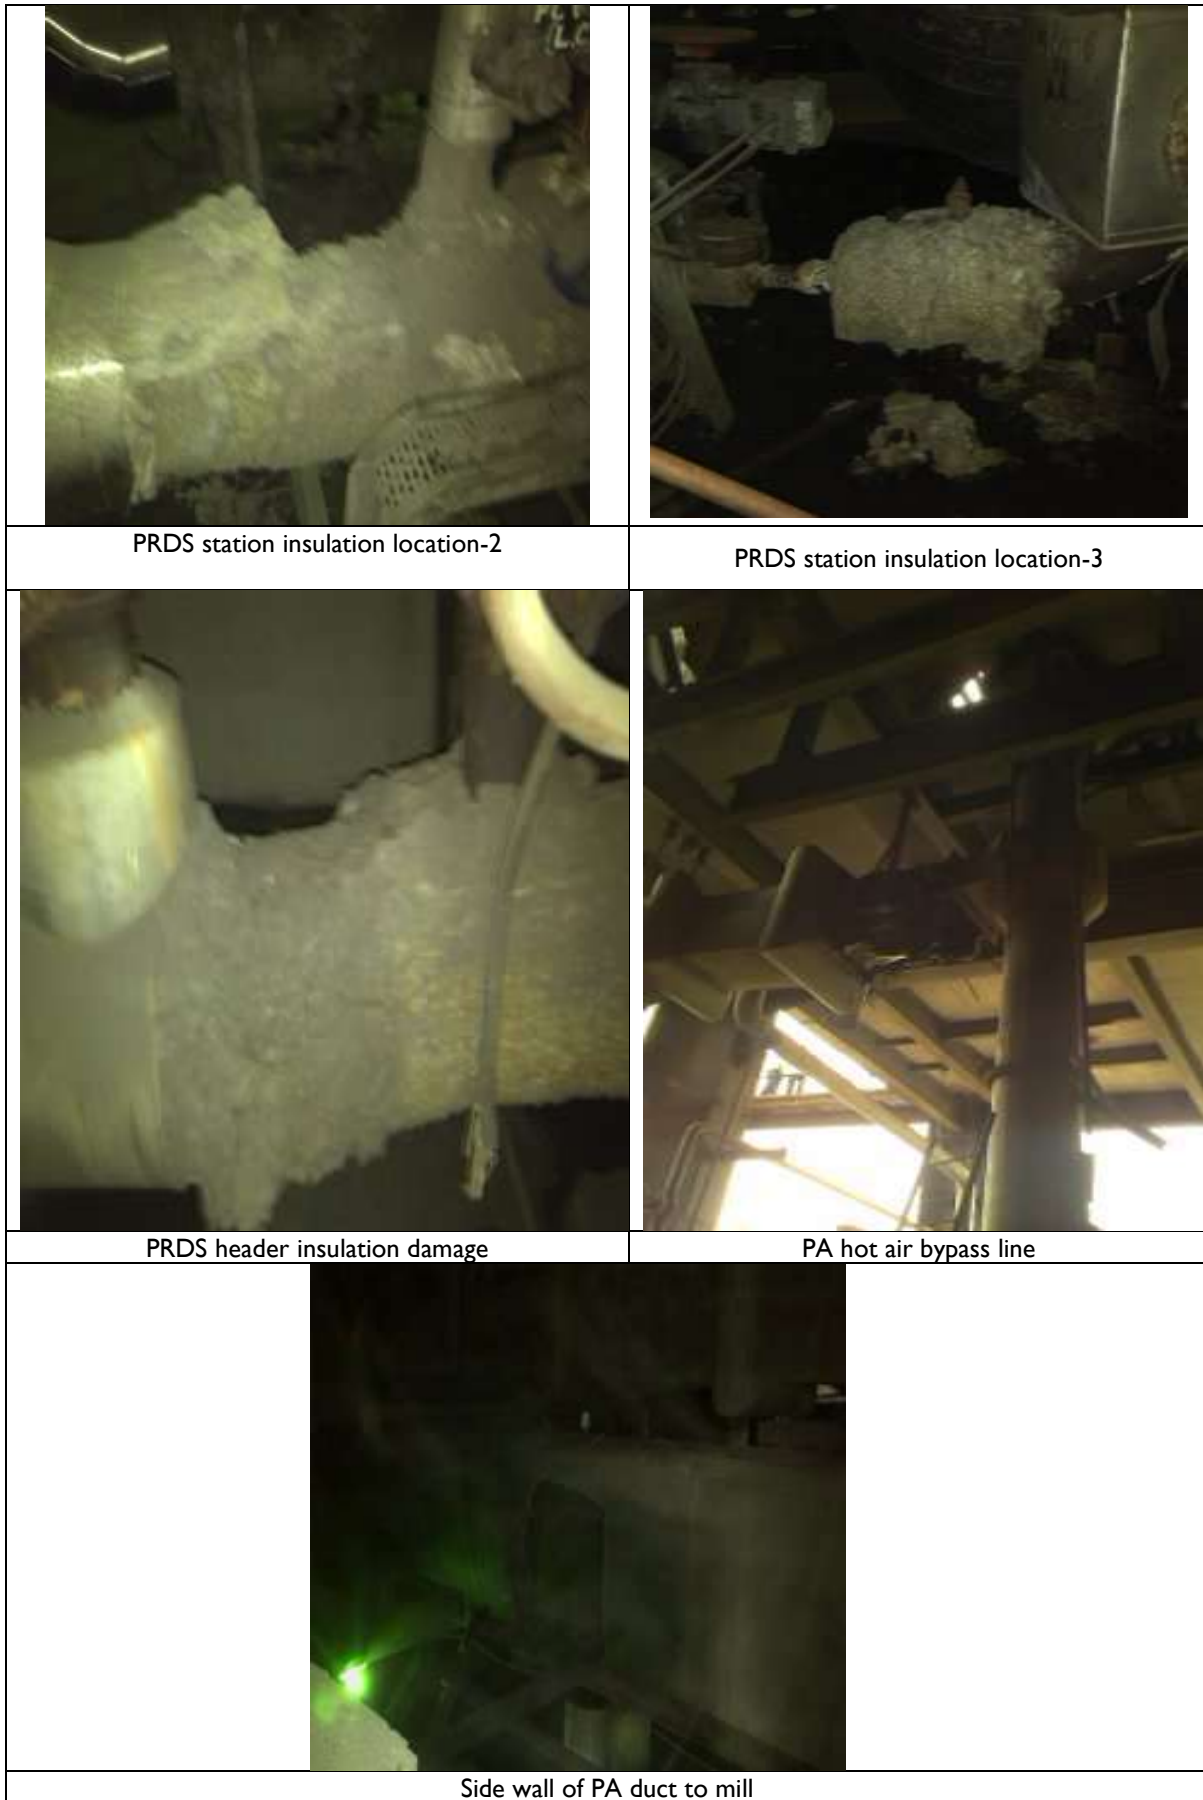 PRDS station insulation location-2
PRDS station insulation location-3
PRDS header insulation damage
PA hot air bypass line
Side wall of PA duct to mill